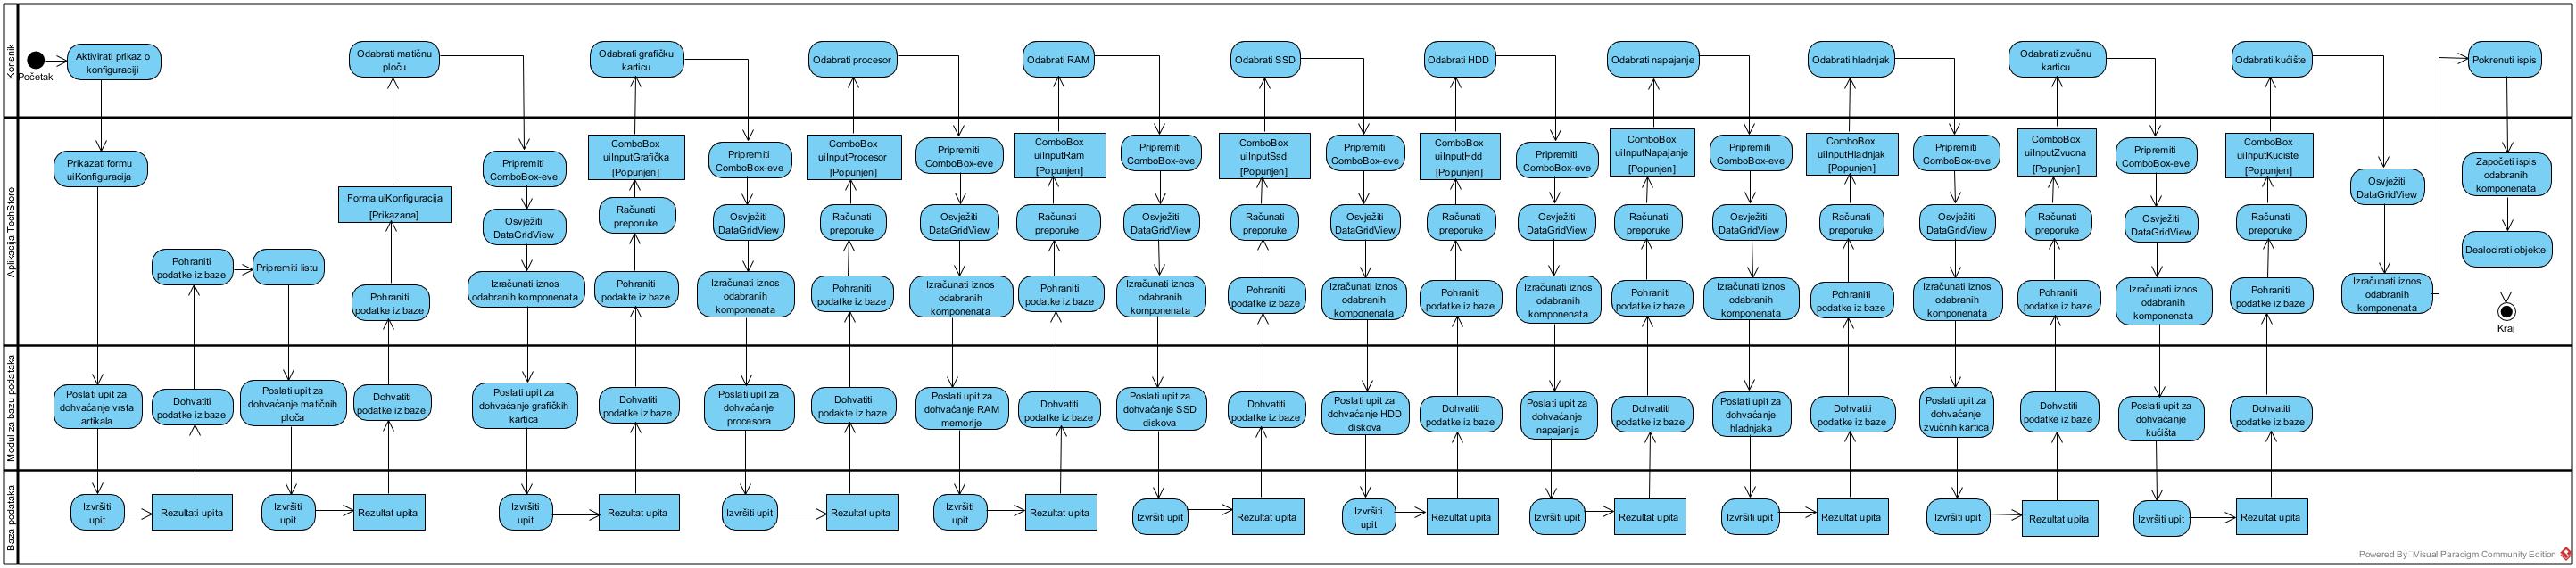 Korisnik
Početak
Aktivirati prikaz o
konfiguraciji
Odabrati matičnu
ploču
Odabrati grafičku
karticu
Odabrati procesor
Odabrati RAM
Odabrati SSD
Odabrati HDD
Odabrati napajanje
Odabrati hladnjak
Odabrati zvučnu
karticu
Odabrati kućište
Pokrenuti ispis
Aplikacija TechStore
Prikazati formu
uiKonfiguracija
Pohraniti
podatke iz baze
Pripremiti listu
Forma uiKonfiguracija
[Prikazana]
Pohraniti
podatke iz baze
Pripremiti
ComboBox-eve
Osvježiti
DataGridView
Izračunati iznos
odabranih komponenata
ComboBox
uiInputGrafička
[Popunjen]
Računati
preporuke
Pohraniti
podakte iz baze
Pripremiti
ComboBox-eve
Osvježiti
DataGridView
Izračunati iznos
odabranih
komponenata
ComboBox
uiInputProcesor
[Popunjen]
Računati
preporuke
Pohraniti
podatke iz baze
Pripremiti
ComboBox-eve
Osvježiti
DataGridView
Izračunati iznos
odabranih
komponenata
ComboBox
uiInputRam
[Popunjen]
Računati
preporuke
Pohraniti
podatke iz baze
Pripremiti
ComboBox-eve
Osvježiti
DataGridView
Izračunati iznos
odabranih
komponenata
ComboBox
uiInputSsd
[Popunjen]
Računati
preporuke
Pohraniti
podatke iz baze
Pripremiti
ComboBox-eve
Osvježiti
DataGridView
Izračunati iznos
odabranih
komponenata
ComboBox
uiInputHdd
[Popunjen]
Računati
preporuke
Pohraniti
podatke iz baze
Pripremiti
ComboBox-eve
Osvježiti
DataGridView
Izračunati iznos
odabranih
komponenata
ComboBox
uiInputNapajanje
[Popunjen]
Računati
preporuke
Pohraniti
podatke iz baze
Pripremiti
ComboBox-eve
Osvježiti
DataGridView
Izračunati iznos
odabranih
komponenata
ComboBox
uiInputHladnjak
[Popunjen]
Računati
preporuke
Pohraniti
podatke iz baze
Pripremiti
ComboBox-eve
Osvježiti
DataGridView
Izračunati iznos
odabranih
komponenata
ComboBox
uiInputZvucna
[Popunjen]
Računati
preporuke
Pohraniti
podatke iz baze
Pripremiti
ComboBox-eve
Osvježiti
DataGridView
Izračunati iznos
odabranih
komponenata
ComboBox
uiInputKuciste
[Popunjen]
Računati
preporuke
Pohraniti
podatke iz baze
Osvježiti
DataGridView
Izračunati iznos
odabranih
komponenata
Započeti ispis
odabranih
komponenata
Dealocirati objekte
Kraj
Modul za bazu podataka
Poslati upit za
dohvaćanje vrsta
artikala
Dohvatiti
podatke iz baze
Poslati upit za
dohvaćanje matičnih
ploča
Dohvatiti
podatke iz baze
Poslati upit za
dohvaćanje grafičkih
kartica
Dohvatiti
podatke iz baze
Poslati upit za
dohvaćanje
procesora
Dohvatiti
podakte iz baze
Poslati upit za
dohvaćanje RAM
memorije
Dohvatiti
podatke iz baze
Poslati upit za
dohvaćanje SSD
diskova
Dohvatiti
podatke iz baze
Poslati upit za
dohvaćanje HDD
diskova
Dohvatiti
podatke iz baze
Poslati upit za
dohvaćanje
napajanja
Dohvatiti
podatke iz baze
Poslati upit za
dohvaćanje
hladnjaka
Dohvatiti
podatke iz baze
Poslati upit za
dohvaćanje
zvučnih kartica
Dohvatiti
podatke iz baze
Poslati upit za
dohvaćanje
kućišta
Dohvatiti
podatke iz baze
Baza podataka
Izvršiti
upit
Rezultati upita
Izvršiti
upit
Rezultat upita
Izvršiti
upit
Rezultat upita
Izvršiti upit
Rezultat upita
Izvršiti
upit
Rezultat upita
Izvršiti upit
Rezultat upita
Izvršiti
upit
Rezultat upita
Izvršiti upit
Rezultat upita
Izvršiti upit
Rezultat upita
Izvršiti upit
Rezultat upita
Izvršiti upit
Rezultat upita
Powered By Visual Paradigm Community Edition